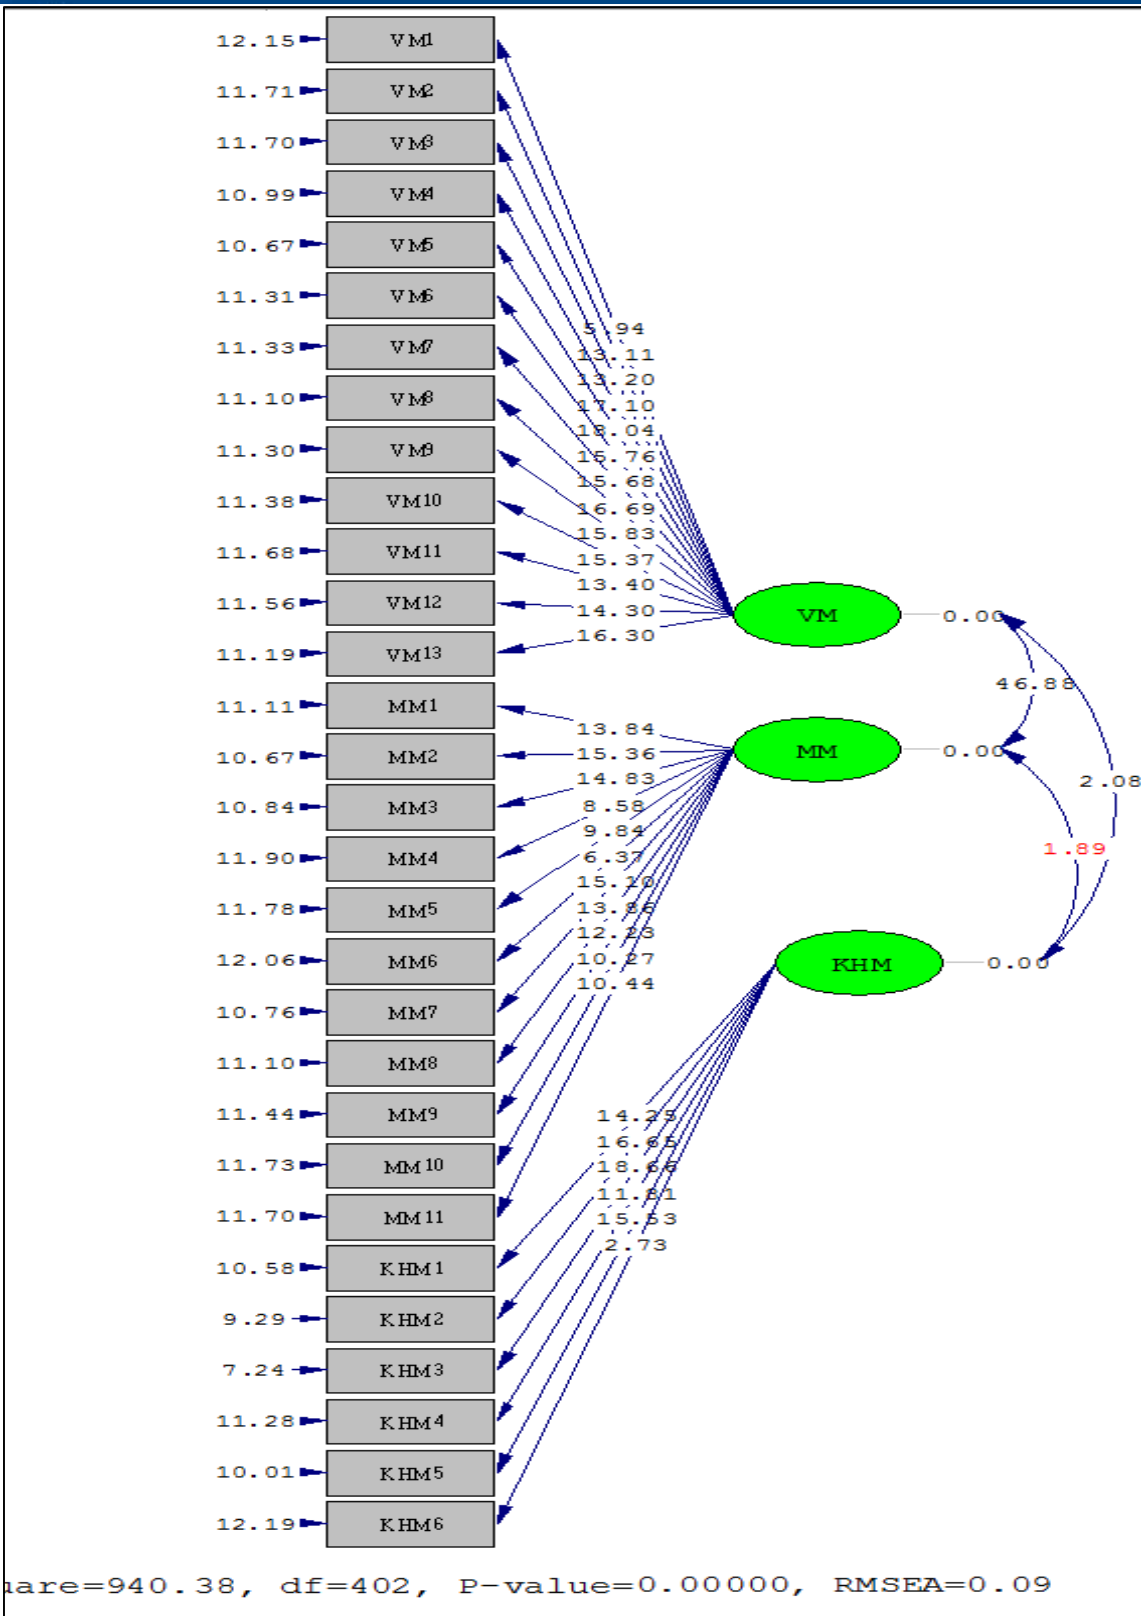 12.15 VM1
11.71 VM2
11.70 VM3
10.99 VM4
10.67 VM5
11.31 VM6
5.94
11.33 VM7
13.11
13.20
11.10 VM8
17.10
18.04
11.30 VM9
15.76
15.68
11.38 VM10
16.69
15.83
11.68 VM11
15.37
13.40
11.56 VM12
14.30
VM 0.00
16.30
11.19 VM13
46.88
11.11 MM1
13.84
10.67 MM2
15.36
MM 0.00
14.83
2.08
10.84 MM3
8.58
9.84
1.89
11.90 MM4
6.37
15.10
11.78 MM5
13.86
12.23
12.06 MM6
10.27
KHM 0.00
10.44
10.76 MM7
11.10 MM8
11.44 MM9
14.25
16.65
11.73 MM10
18.66
11.81
11.70 MM11
15.53
2.73
10.58 KHM1
9.29 KHM2
7.24 KHM3
11.28 KHM4
10.01 KHM5
12.19 KHM6
uare=940.38, df=402, P-value=0.00000, RMSEA=0.09